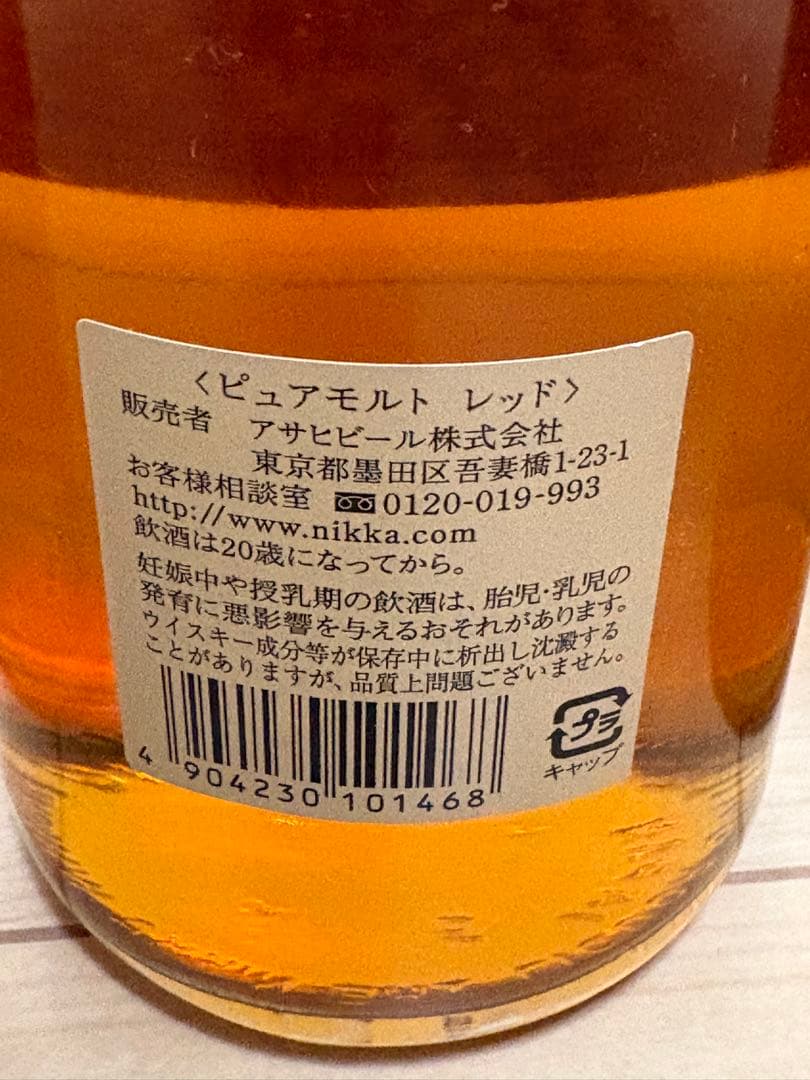 〈ピュアモルト レッド〉
販売者 アサヒビール株式会社
東京都墨田区吾妻橋1-23-1
お客様相談室 0120-019-993
http://www.nikka.com
飲酒は20歳になってから。
妊娠中や授乳期の飲酒は、胎児・乳児の
発育に悪影響を与えるおそれがあります。
ウイスキー成分等が保存中に析出し沈澱する
ことがありますが、品質上問題ございません。
プラ
キャップ
4 904230 101468